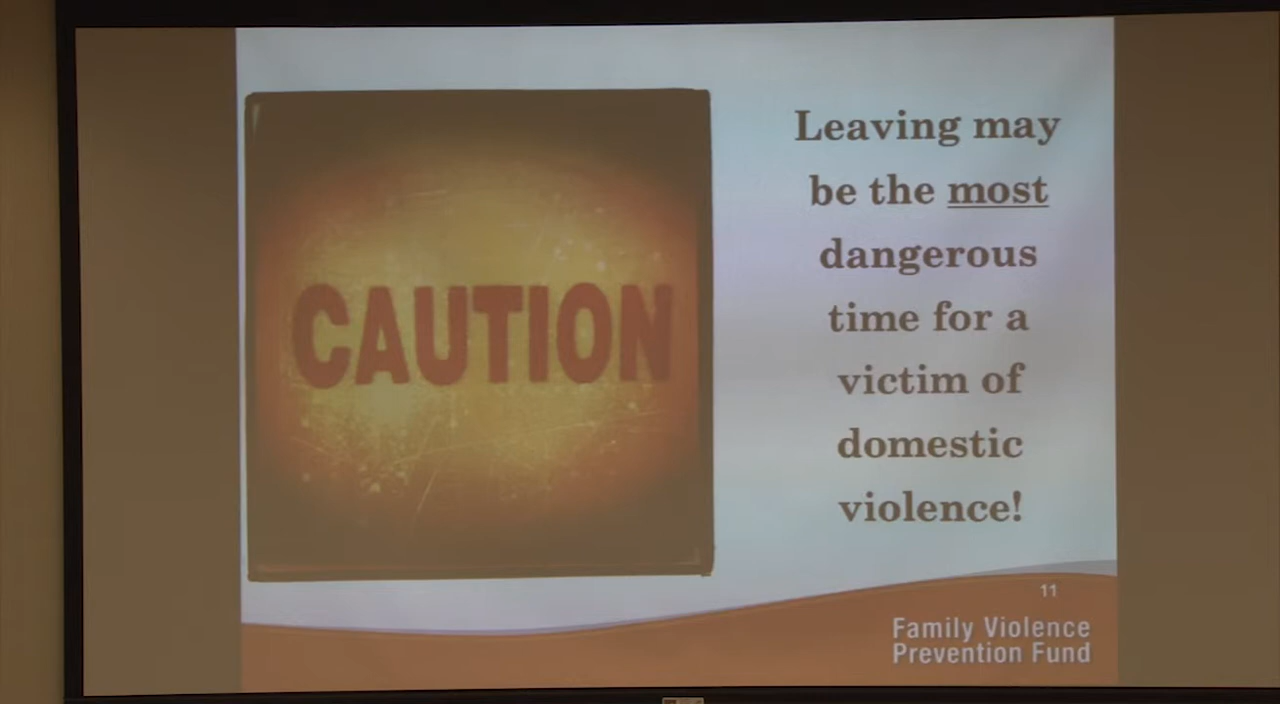 CAUTION
Leaving may
be the most
dangerous
time for a
victim of
domestic
violence!
11
Family Violence
Prevention Fund